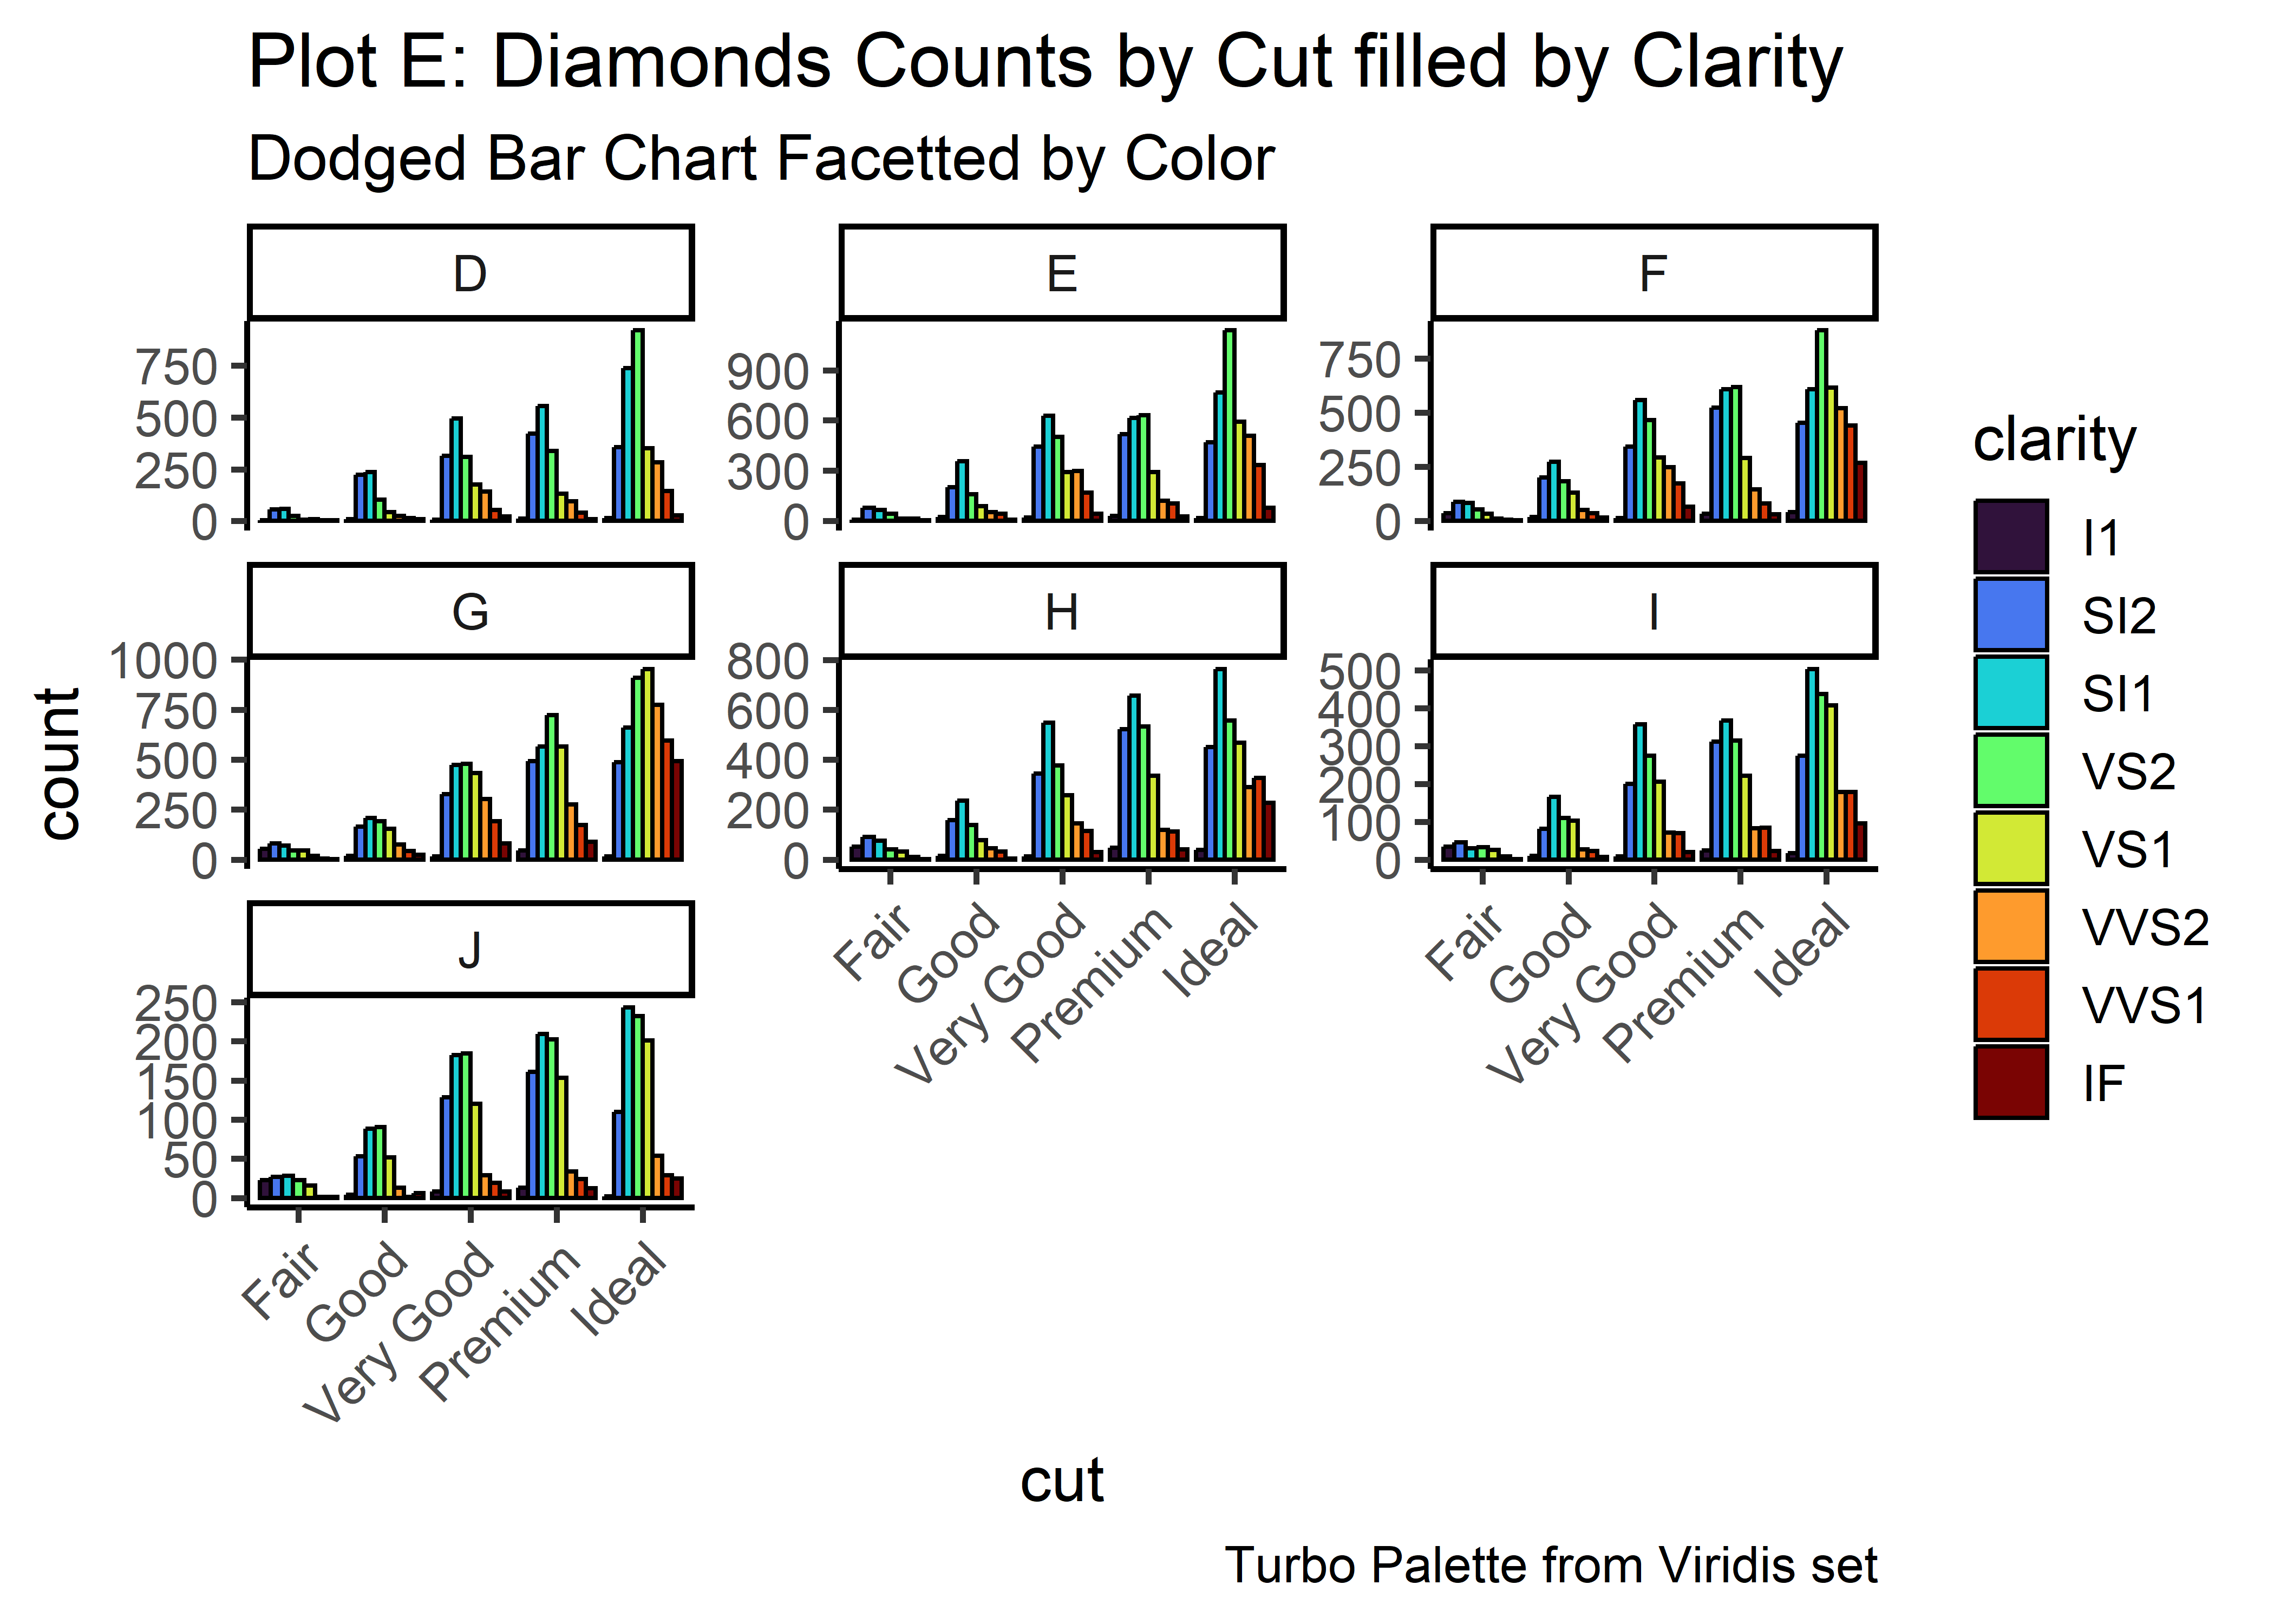 Plot E: Diamonds Counts by Cut filled by Clarity
Dodged Bar Chart Facetted by Color
D
E
F
750
500
250
0
900
600
300
0
750
500
250
0
G
H
I
1000
750
500
250
0
800
600
400
200
0
500
400
300
200
100
0
Fair
Good
Very Good
Premium
Ideal
Fair
Good
Very Good
Premium
Ideal
J
250
200
150
100
50
0
Fair
Good
Very Good
Premium
Ideal
count
cut
clarity
I1
SI2
SI1
VS2
VS1
VVS2
VVS1
IF
Turbo Palette from Viridis set